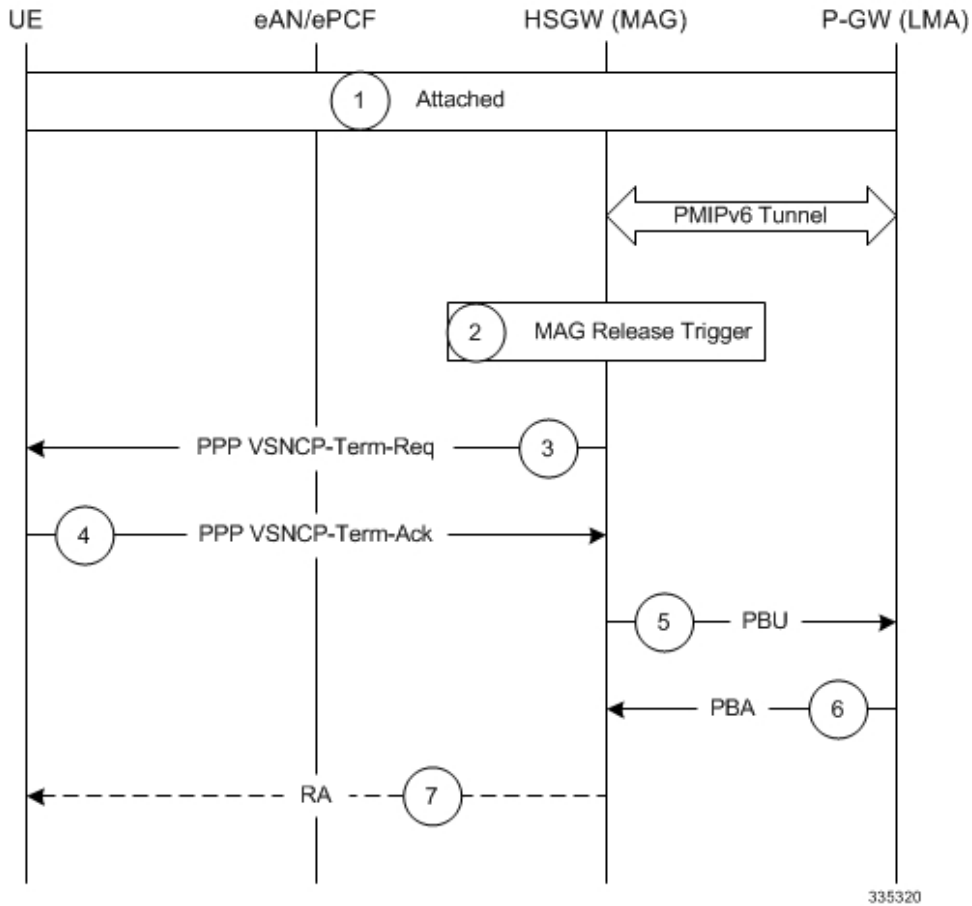 UE
eAN/ePCF
HSGW (MAG)
P-GW (LMA)
1
Attached
PMIPv6 Tunnel
2
MAG Release Trigger
PPP VSNCP-Term-Req
3
4
PPP VSNCP-Term-Ack
5
PBU
PBA
6
RA
7
335320